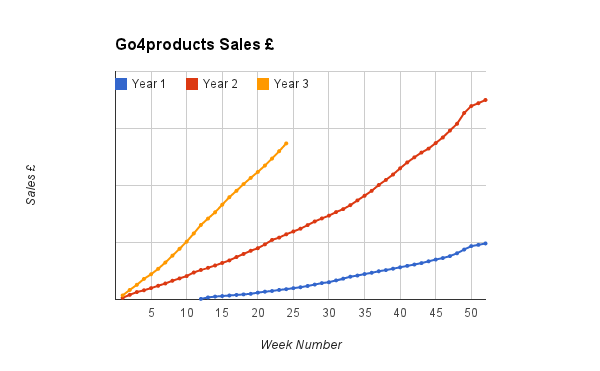 Go4products Sales £
Year 1 Year 2 Year 3
Sales £
5 10 15 20 25 30 35 40 45 50
Week Number